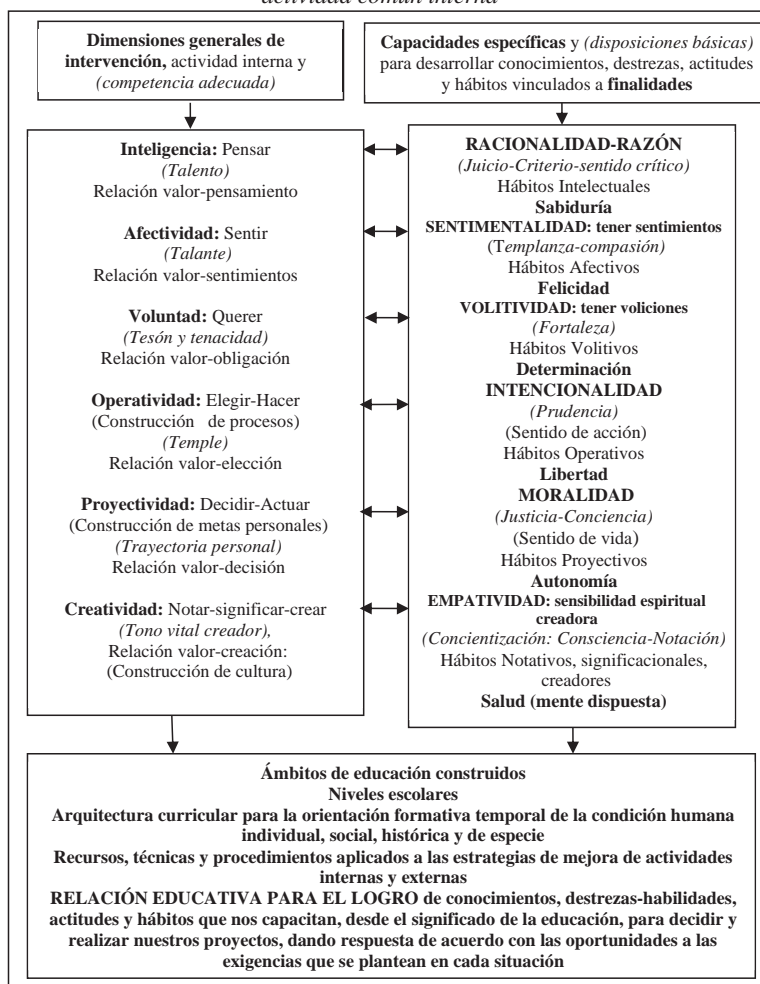 actividad común interna
Dimensiones generales de
intervención, actividad interna y
(competencia adecuada)
Capacidades específicas y (disposiciones básicas)
para desarrollar conocimientos, destrezas, actitudes
y hábitos vinculados a finalidades
Inteligencia: Pensar
(Talento)
Relación valor-pensamiento
Afectividad: Sentir
(Talante)
Relación valor-sentimientos
Voluntad: Querer
(Tesón y tenacidad)
Relación valor-obligación
Operatividad: Elegir-Hacer
(Construcción de procesos)
(Temple)
Relación valor-elección
Proyectividad: Decidir-Actuar
(Construcción de metas personales)
(Trayectoria personal)
Relación valor-decisión
Creatividad: Notar-significar-crear
(Tono vital creador),
Relación valor-creación:
(Construcción de cultura)
RACIONALIDAD-RAZÓN
(Juicio-Criterio-sentido crítico)
Hábitos Intelectuales
Sabiduría
SENTIMENTALIDAD: tener sentimientos
(Templanza-compasión)
Hábitos Afectivos
Felicidad
VOLITIVIDAD: tener voliciones
(Fortaleza)
Hábitos Volitivos
Determinación
INTENCIONALIDAD
(Prudencia)
(Sentido de acción)
Hábitos Operativos
Libertad
MORALIDAD
(Justicia-Conciencia)
(Sentido de vida)
Hábitos Proyectivos
Autonomía
EMPATIVIDAD: sensibilidad espiritual
creadora
(Concientización: Consciencia-Notación)
Hábitos Notativos, significacionales,
creadores
Salud (mente dispuesta)
Ámbitos de educación construidos
Niveles escolares
Arquitectura curricular para la orientación formativa temporal de la condición humana
individual, social, histórica y de especie
Recursos, técnicas y procedimientos aplicados a las estrategias de mejora de actividades
internas y externas
RELACIÓN EDUCATIVA PARA EL LOGRO de conocimientos, destrezas-habilidades,
actitudes y hábitos que nos capacitan, desde el significado de la educación, para decidir y
realizar nuestros proyectos, dando respuesta de acuerdo con las oportunidades a las
exigencias que se plantean en cada situación